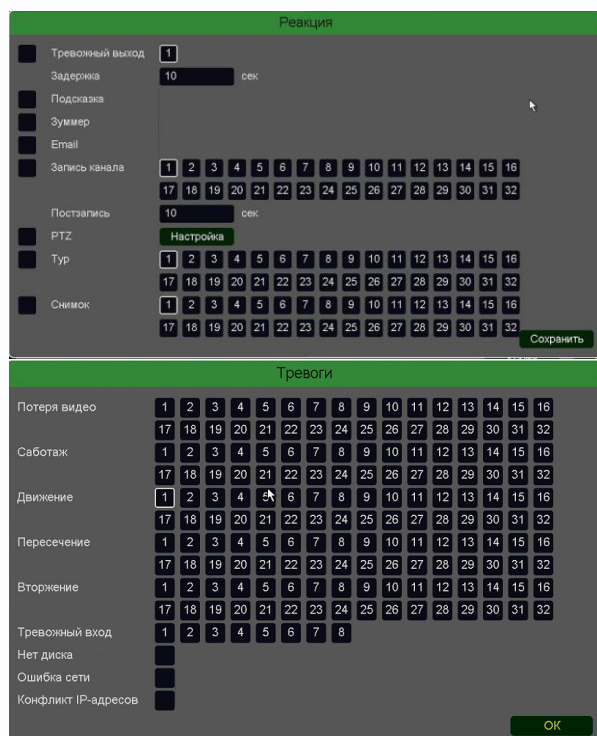 Реакция
Тревожный выход 1
Задержка 10 сек
Подсказка
Зуммер
Email
Запись канала 1 2 3 4 5 6 7 8 9 10 11 12 13 14 15 16
17 18 19 20 21 22 23 24 25 26 27 28 29 30 31 32
Постзапись 10 сек
PTZ Настройка
Тур 1 2 3 4 5 6 7 8 9 10 11 12 13 14 15 16
17 18 19 20 21 22 23 24 25 26 27 28 29 30 31 32
Снимок 1 2 3 4 5 6 7 8 9 10 11 12 13 14 15 16
17 18 19 20 21 22 23 24 25 26 27 28 29 30 31 32
Сохранить
Тревоги
Потеря видео 1 2 3 4 5 6 7 8 9 10 11 12 13 14 15 16
17 18 19 20 21 22 23 24 25 26 27 28 29 30 31 32
Саботаж 1 2 3 4 5 6 7 8 9 10 11 12 13 14 15 16
17 18 19 20 21 22 23 24 25 26 27 28 29 30 31 32
Движение 1 2 3 4 5 6 7 8 9 10 11 12 13 14 15 16
17 18 19 20 21 22 23 24 25 26 27 28 29 30 31 32
Пересечение 1 2 3 4 5 6 7 8 9 10 11 12 13 14 15 16
17 18 19 20 21 22 23 24 25 26 27 28 29 30 31 32
Вторжение 1 2 3 4 5 6 7 8 9 10 11 12 13 14 15 16
17 18 19 20 21 22 23 24 25 26 27 28 29 30 31 32
Тревожный вход 1 2 3 4 5 6 7 8
Нет диска
Ошибка сети
Конфликт IP-адресов
OK